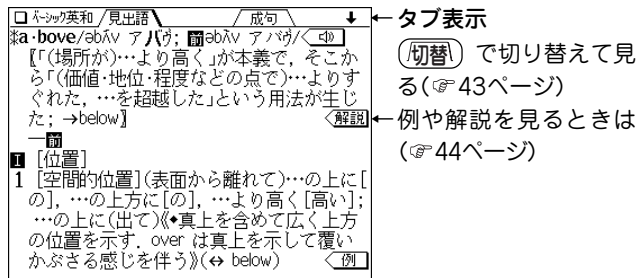 ベーシック英和 見出語 成句 ↓
*a·bove/əbʌ́v アバヴ; 前əbʌv アバヴ/
〖「(場所が)…より高く」が本義で, そこか
ら「(価値・地位・程度などの点で)…よりす
ぐれた, …を超越した」という用法が生じ
た; →below〗 解説
—前
I [位置]
1 [空間的位置](表面から離れて)…の上に[
の], …の上方に[の], …より高く[高い];
…の上に(出て)《◆真上を含めて広く上方
の位置を示す. over は真上を示して覆い
かぶさる感じを伴う》(↔ below) 例
タブ表示
切替 で切り替えて見
る(☞43ページ)
例や解説を見るときは
(☞44ページ)